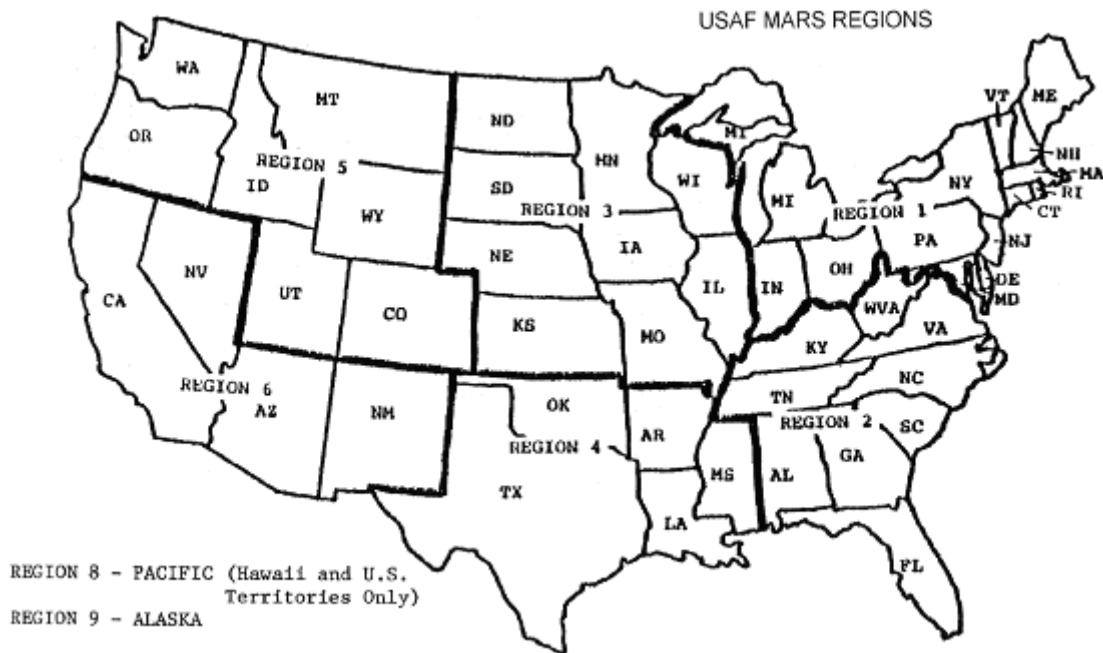 USAF MARS REGIONS
WA
MT
ND
VT
ME
OR
MN
MI
NH
MA
REGION 5
ID
SD
WI
MI
NY
RI
CT
REGION 3
REGION 1
WY
IA
PA
NJ
NE
OH
NV
UT
IL
IN
DE
CA
CO
WVA
MD
KS
MO
VA
KY
REGION 6
NC
TN
AZ
NM
OK
REGION 2
SC
AR
REGION 4
GA
MS
AL
TX
LA
FL
REGION 8 - PACIFIC (Hawaii and U.S.
Territories Only)
REGION 9 - ALASKA